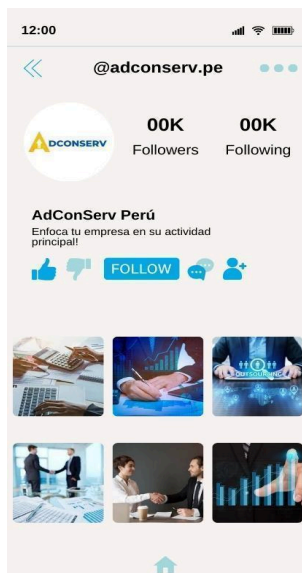 12:00
@adconserv.pe
ADCONSERV
00K
00K
Followers
Following
AdConServ Perú
Enfoca tu empresa en su actividad
principal!
FOLLOW
OUTSOURCING